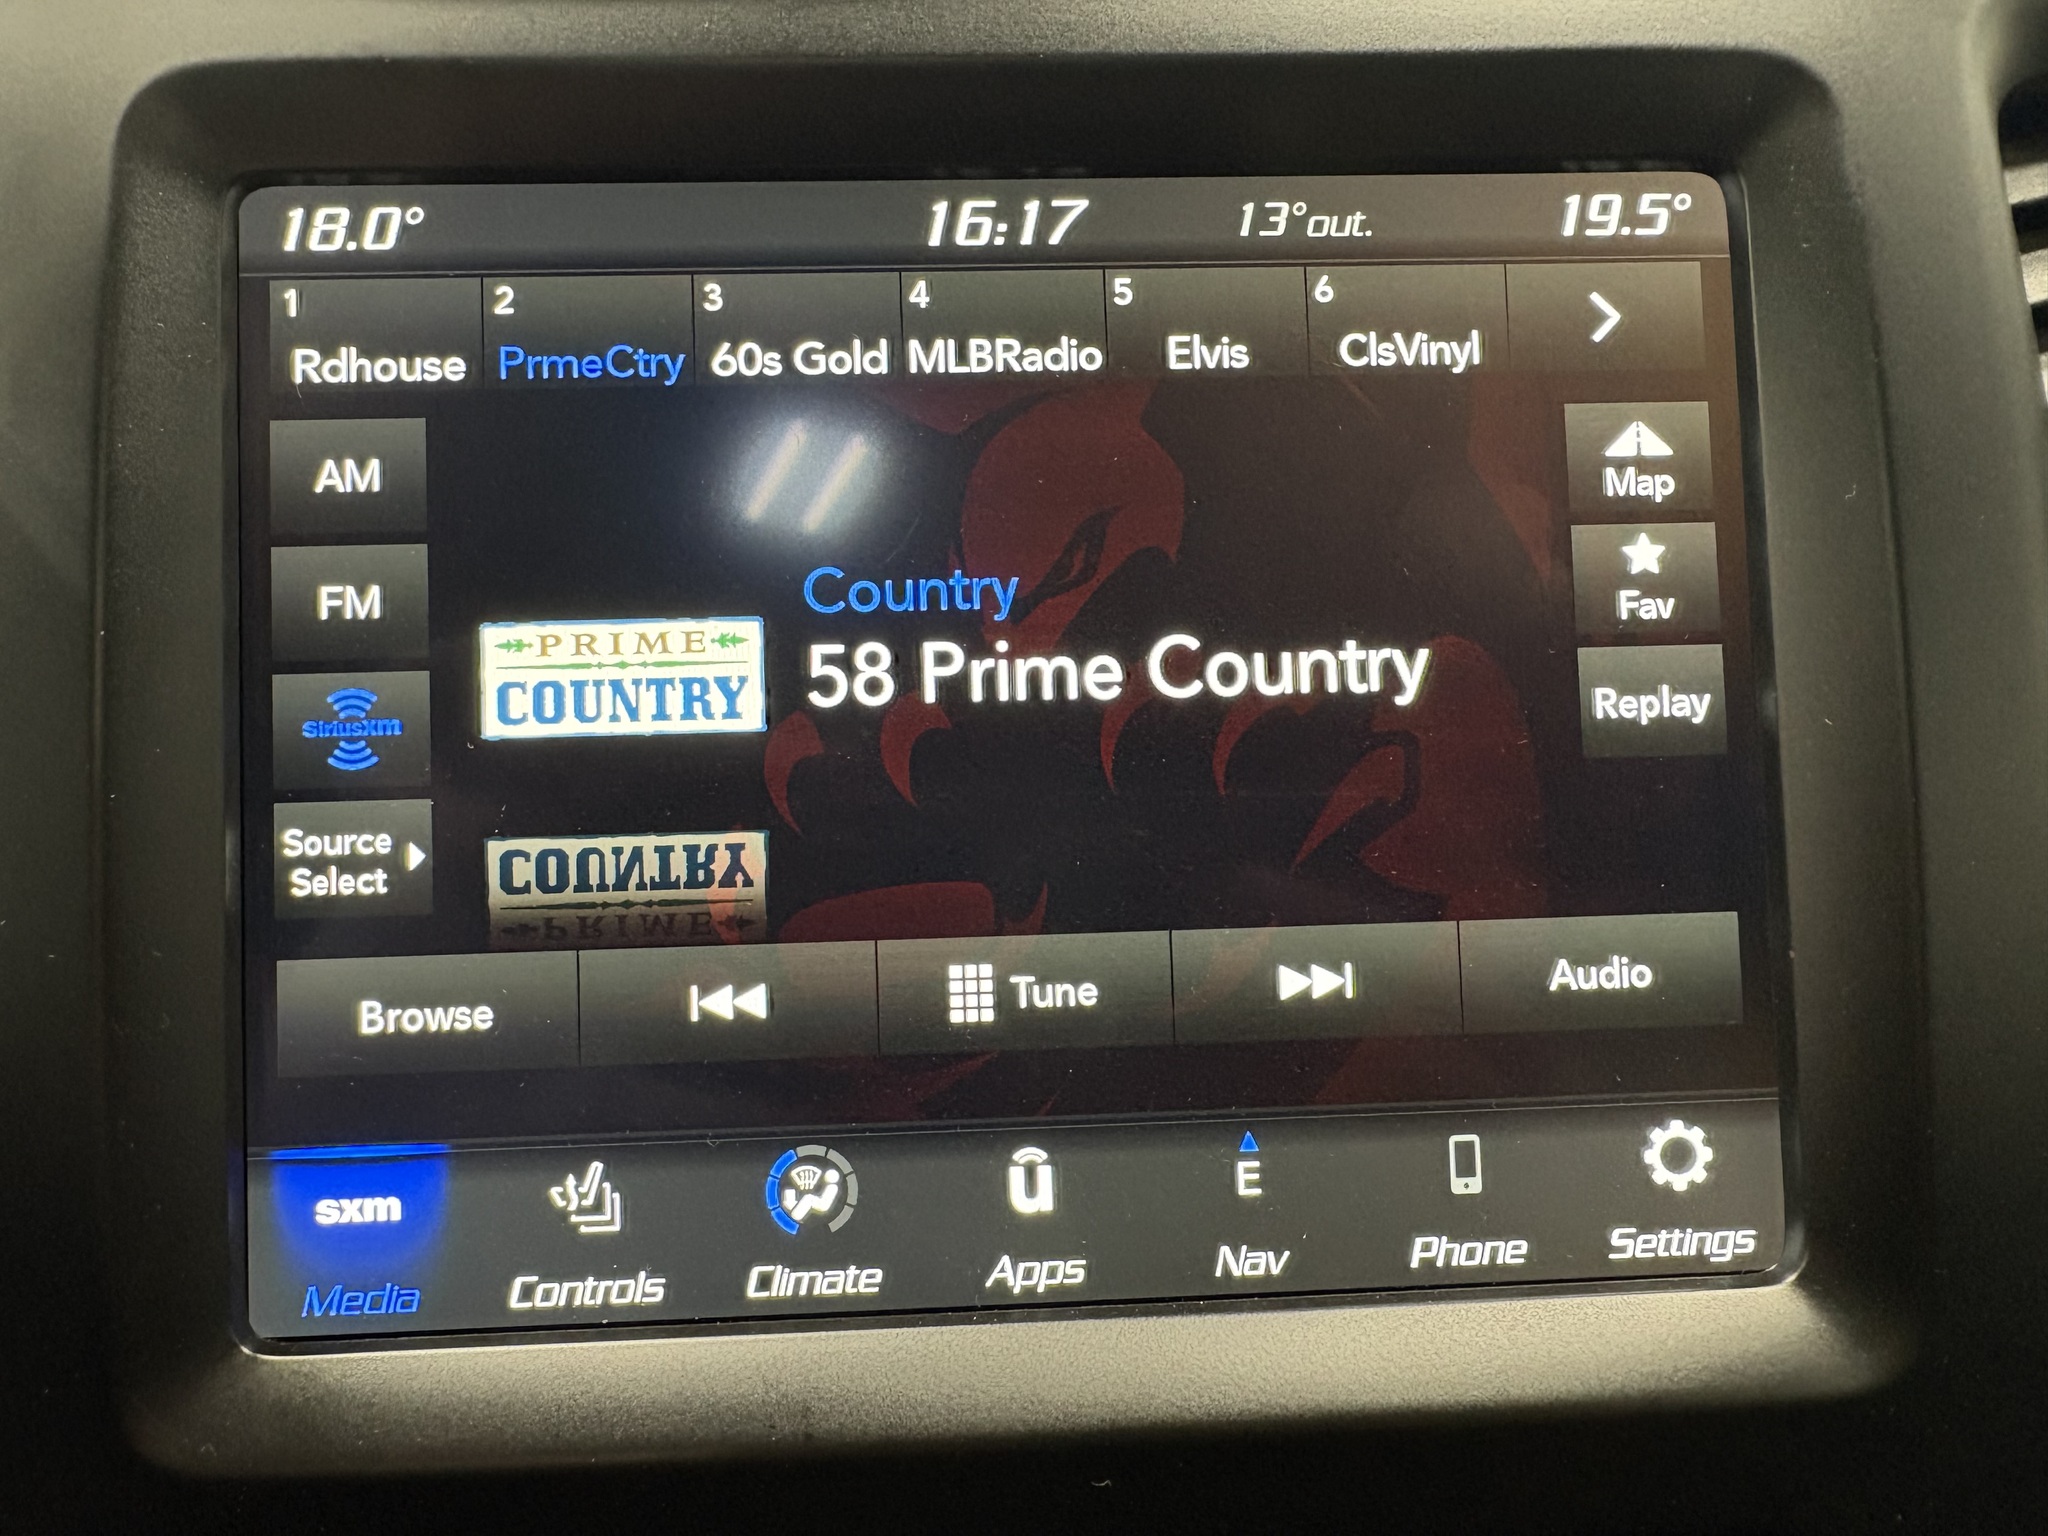 18.0° 16:17 13°out. 19.5°
1 2 3 4 5 6
Rdhouse PrmeCtry 60s Gold MLBRadio Elvis ClsVinyl
AM
FM
SiriusXm
Source
Select
Map
Fav
Replay
Country
58 Prime Country
PRIME
COUNTRY
COUNTRY
PRIME
Browse Tune Audio
sxm
u
E
Media Controls Climate Apps Nav Phone Settings